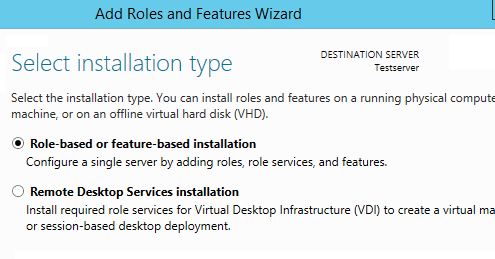 Add Roles and Features Wizard
Select installation type
DESTINATION SERVER
Testserver
Select the installation type. You can install roles and features on a running physical compute
machine, or on an offline virtual hard disk (VHD).
Role-based or feature-based installation
Configure a single server by adding roles, role services, and features.
Remote Desktop Services installation
Install required role services for Virtual Desktop Infrastructure (VDI) to create a virtual ma
or session-based desktop deployment.